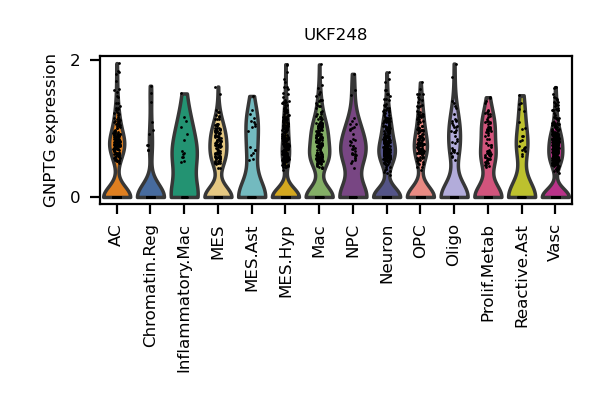 UKF248
GNPTG expression
2
0
AC
Chromatin.Reg
Inflammatory.Mac
MES
MES.Ast
MES.Hyp
Mac
NPC
Neuron
OPC
Oligo
Prolif.Metab
Reactive.Ast
Vasc